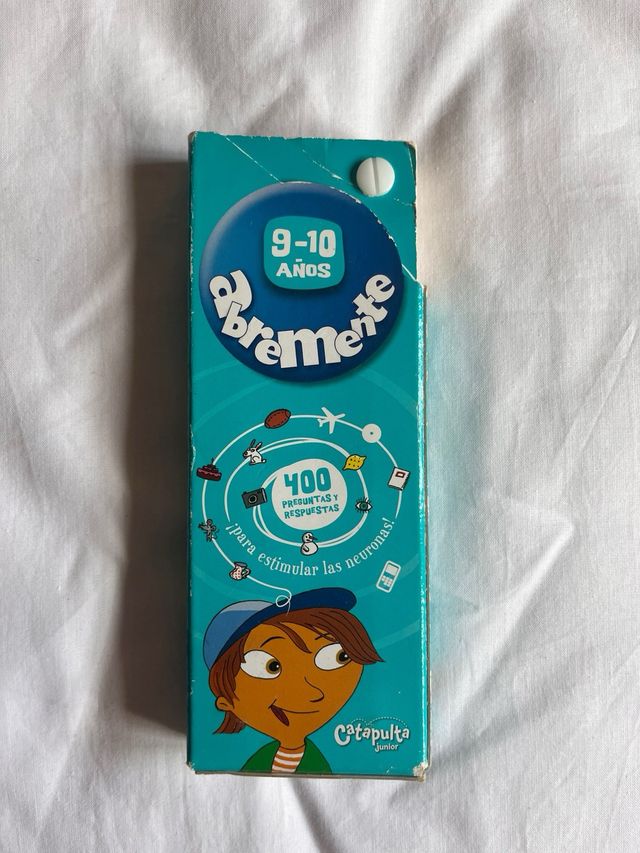 9-10
AÑOS
abremente
400
PREGUNTAS Y
RESPUESTAS
¡para estimular las neuronas!
Catapulta
junior